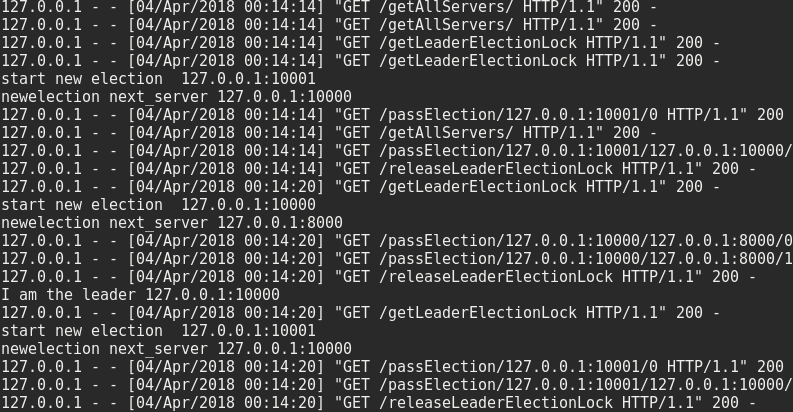 127.0.0.1 - - [04/Apr/2018 00:14:14] "GET /getAllServers/ HTTP/1.1" 200 -
127.0.0.1 - - [04/Apr/2018 00:14:14] "GET /getAllServers/ HTTP/1.1" 200 -
127.0.0.1 - - [04/Apr/2018 00:14:14] "GET /getLeaderElectionLock HTTP/1.1" 200 -
127.0.0.1 - - [04/Apr/2018 00:14:14] "GET /getLeaderElectionLock HTTP/1.1" 200 -
start new election  127.0.0.1:10001
newelection next_server 127.0.0.1:10000
127.0.0.1 - - [04/Apr/2018 00:14:14] "GET /passElection/127.0.0.1:10001/0 HTTP/1.1" 200
127.0.0.1 - - [04/Apr/2018 00:14:14] "GET /getAllServers/ HTTP/1.1" 200 -
127.0.0.1 - - [04/Apr/2018 00:14:14] "GET /passElection/127.0.0.1:10001/127.0.0.1:10000/
127.0.0.1 - - [04/Apr/2018 00:14:14] "GET /releaseLeaderElectionLock HTTP/1.1" 200 -
127.0.0.1 - - [04/Apr/2018 00:14:20] "GET /getLeaderElectionLock HTTP/1.1" 200 -
start new election  127.0.0.1:10000
newelection next_server 127.0.0.1:8000
127.0.0.1 - - [04/Apr/2018 00:14:20] "GET /passElection/127.0.0.1:10000/127.0.0.1:8000/0
127.0.0.1 - - [04/Apr/2018 00:14:20] "GET /passElection/127.0.0.1:10000/127.0.0.1:8000/1
127.0.0.1 - - [04/Apr/2018 00:14:20] "GET /releaseLeaderElectionLock HTTP/1.1" 200 -
I am the leader 127.0.0.1:10000
127.0.0.1 - - [04/Apr/2018 00:14:20] "GET /getLeaderElectionLock HTTP/1.1" 200 -
start new election  127.0.0.1:10001
newelection next_server 127.0.0.1:10000
127.0.0.1 - - [04/Apr/2018 00:14:20] "GET /passElection/127.0.0.1:10001/0 HTTP/1.1" 200
127.0.0.1 - - [04/Apr/2018 00:14:20] "GET /passElection/127.0.0.1:10001/127.0.0.1:10000/
127.0.0.1 - - [04/Apr/2018 00:14:20] "GET /releaseLeaderElectionLock HTTP/1.1" 200 -